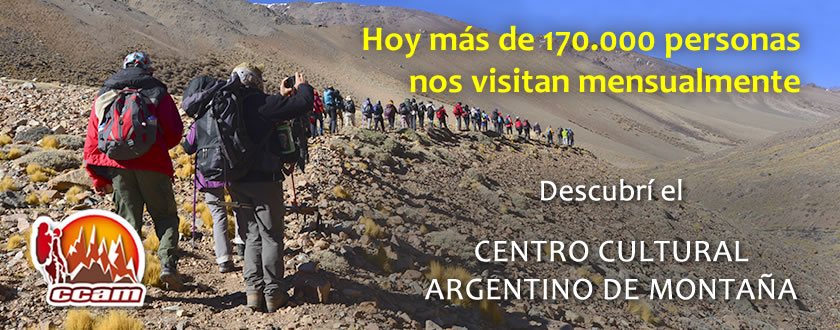 Hoy más de 170.000 personas
nos visitan mensualmente
Descubrí el
CENTRO CULTURAL
ARGENTINO DE MONTAÑA
ccam